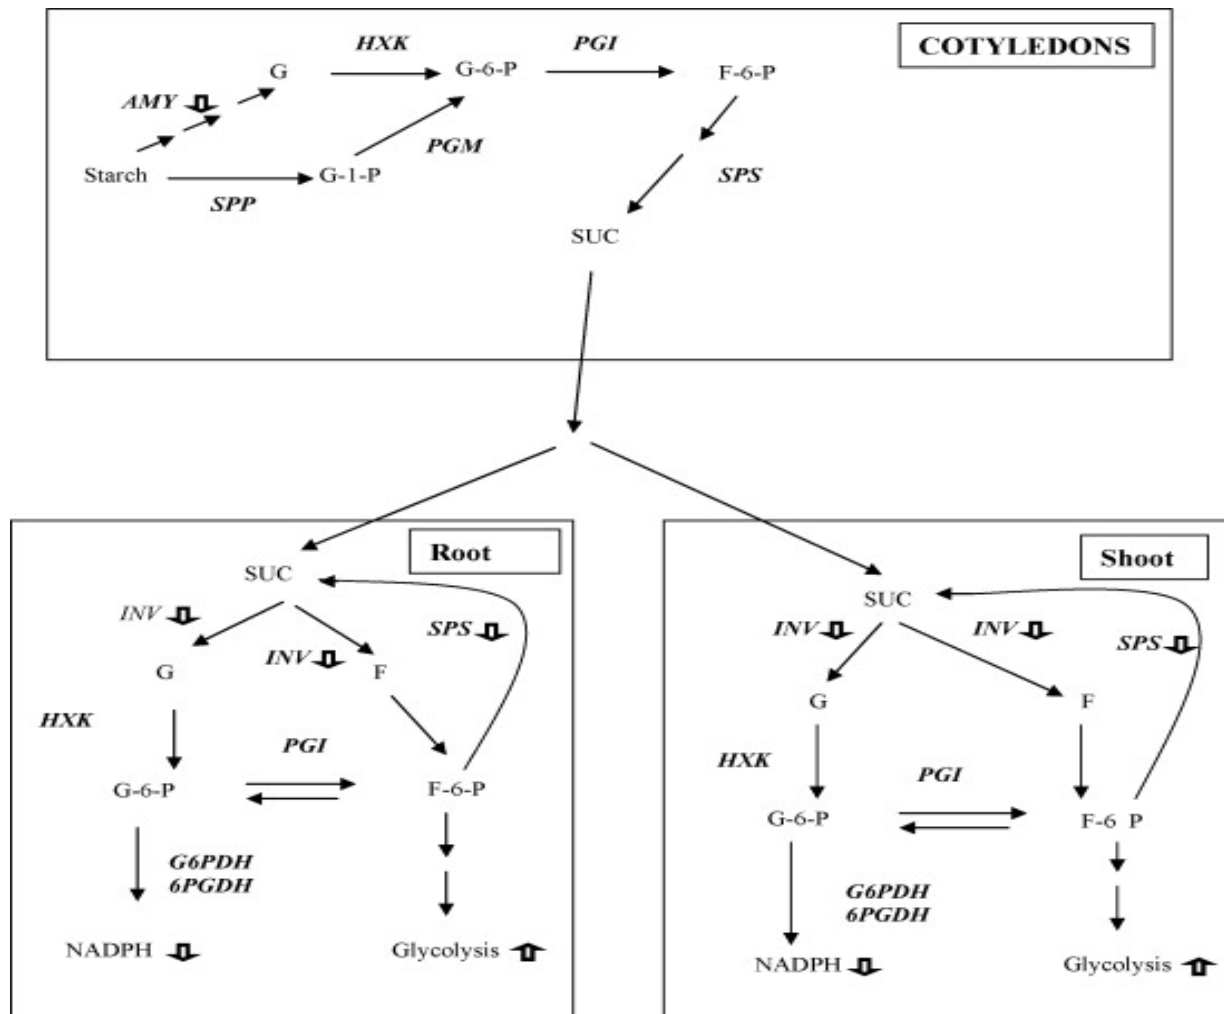 COTYLEDONS
HXK
PGI
G
G-6-P
F-6-P
AMY
PGM
Starch
G-1-P
SPS
SPP
SUC
Root
SUC
INV
SPS
INV
G
F
HXK
PGI
G-6-P
F-6-P
G6PDH
6PGDH
NADPH
Glycolysis
Shoot
SUC
INV
INV
SPS
G
F
HXK
PGI
G-6-P
F-6 P
G6PDH
6PGDH
NADPH
Glycolysis